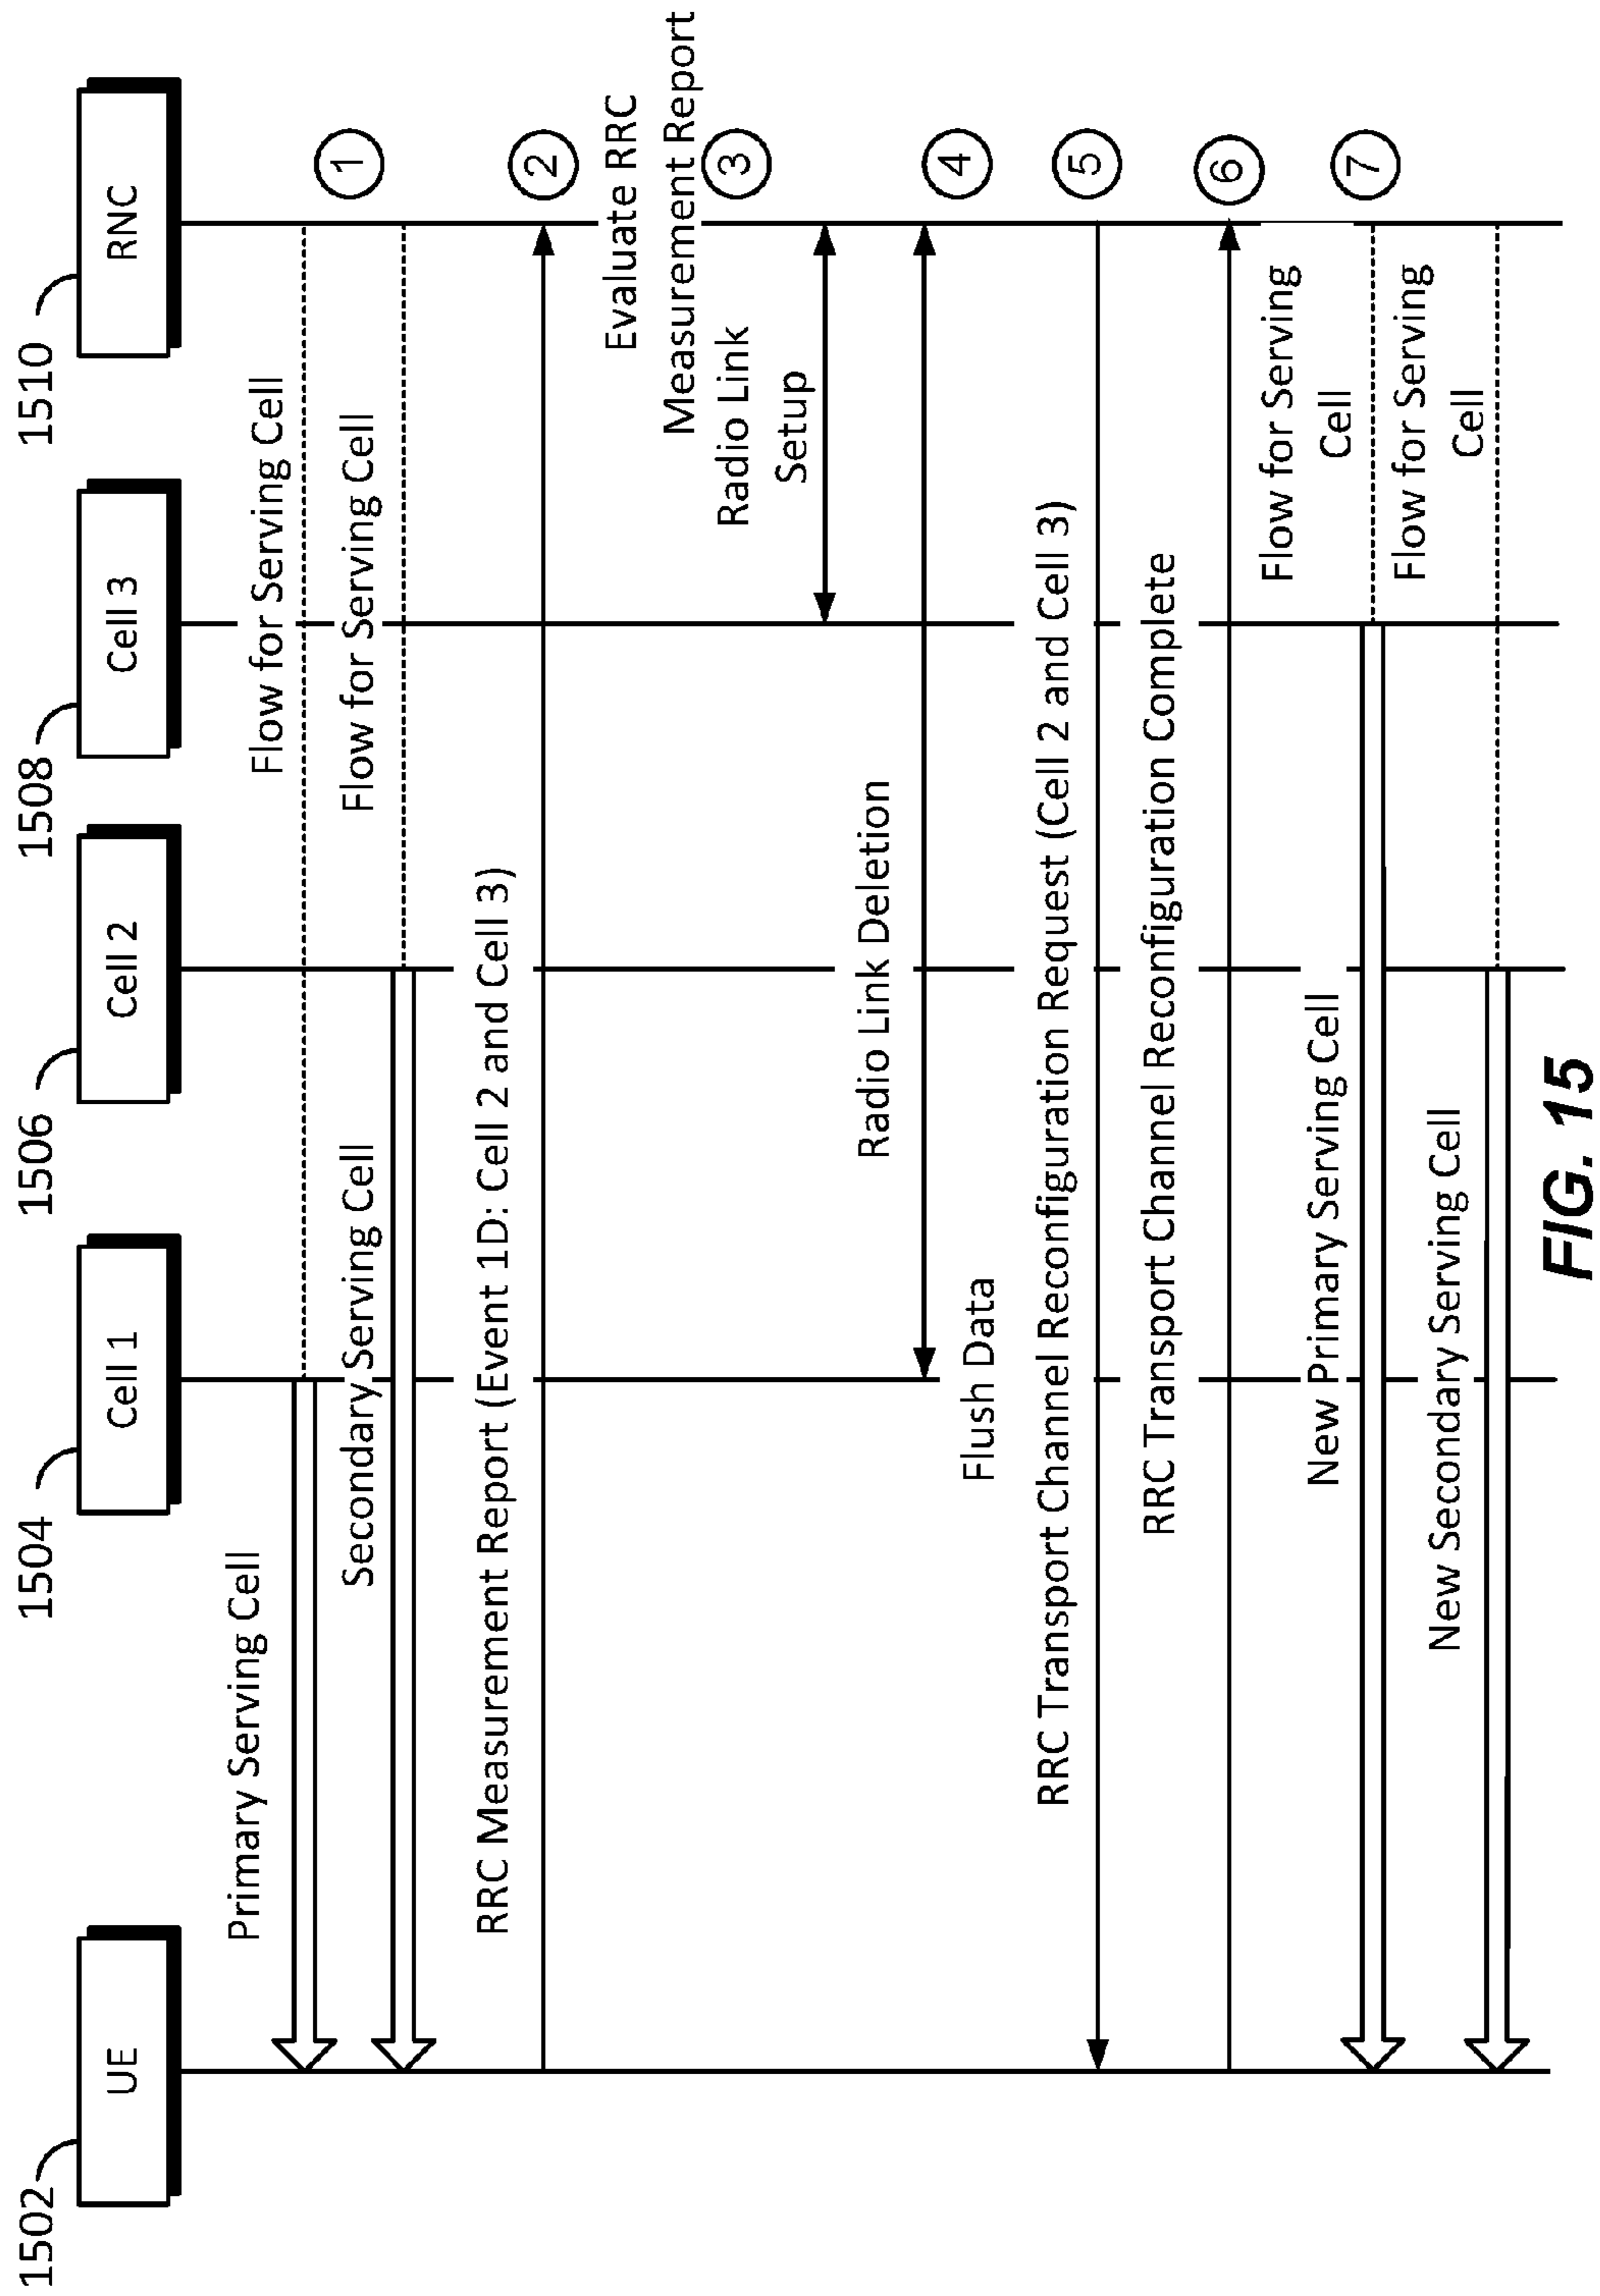 1502
1504
1506
1508
1510
UE
Cell 1
Cell 2
Cell 3
RNC
Primary Serving Cell
Flow for Serving Cell
1
Secondary Serving Cell
Flow for Serving Cell
RRC Measurement Report (Event 1D: Cell 2 and Cell 3)
2
Evaluate RRC
Measurement Report
3
Radio Link
Setup
Radio Link Deletion
4
Flush Data
RRC Transport Channel Reconfiguration Request (Cell 2 and Cell 3)
5
RRC Transport Channel Reconfiguration Complete
6
Flow for Serving
Cell
New Primary Serving Cell
7
Flow for Serving
Cell
New Secondary Serving Cell
FIG. 15